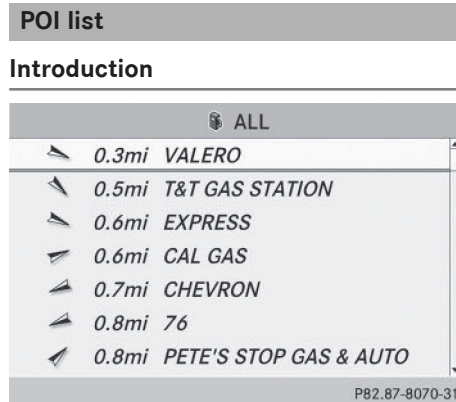 POI list
Introduction
ALL
0.3mi VALERO
0.5mi T&T GAS STATION
0.6mi EXPRESS
0.6mi CAL GAS
0.7mi CHEVRON
0.8mi 76
0.8mi PETE'S STOP GAS & AUTO
P82.87-8070-31